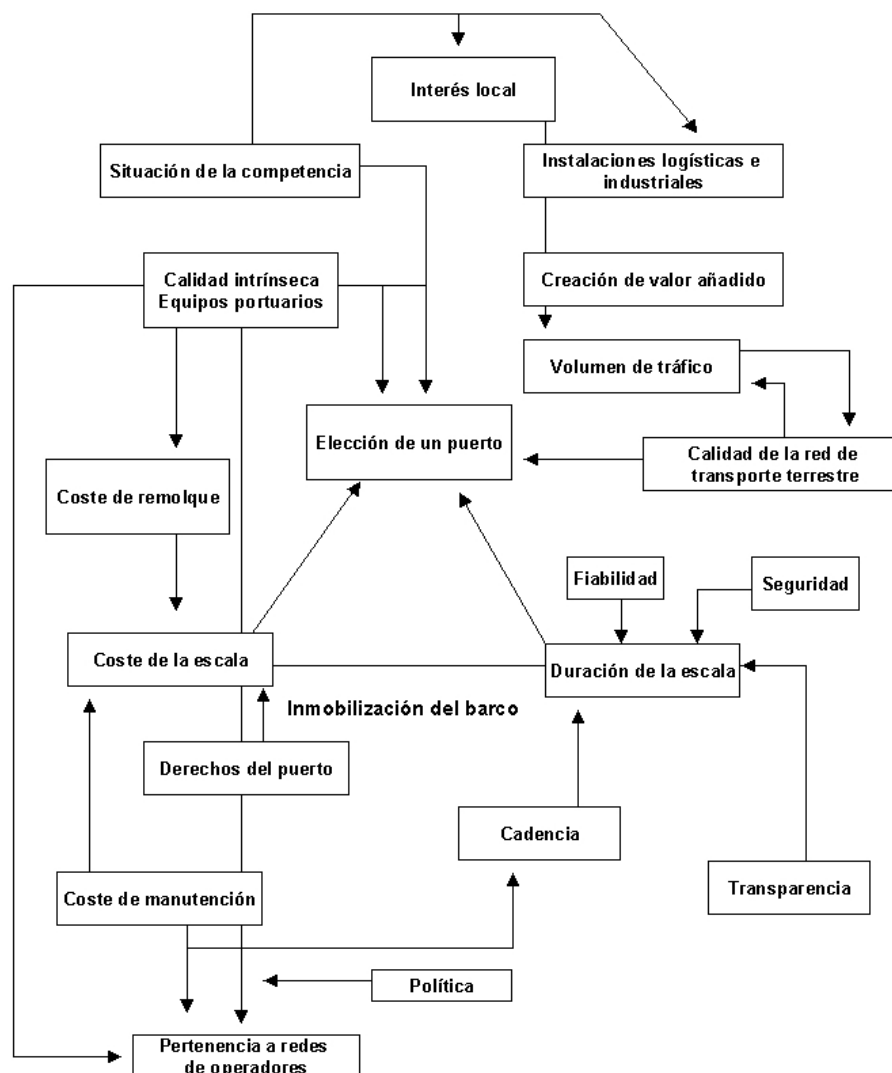 Interés local
Situación de la competencia
Instalaciones logísticas e
industriales
Calidad intrínseca
Equipos portuarios
Creación de valor añadido
Volumen de tráfico
Elección de un puerto
Calidad de la red de
transporte terrestre
Coste de remolque
Fiabilidad
Seguridad
Coste de la escala
Duración de la escala
Inmobilización del barco
Derechos del puerto
Cadencia
Coste de manutención
Transparencia
Política
Pertenencia a redes
de operadores